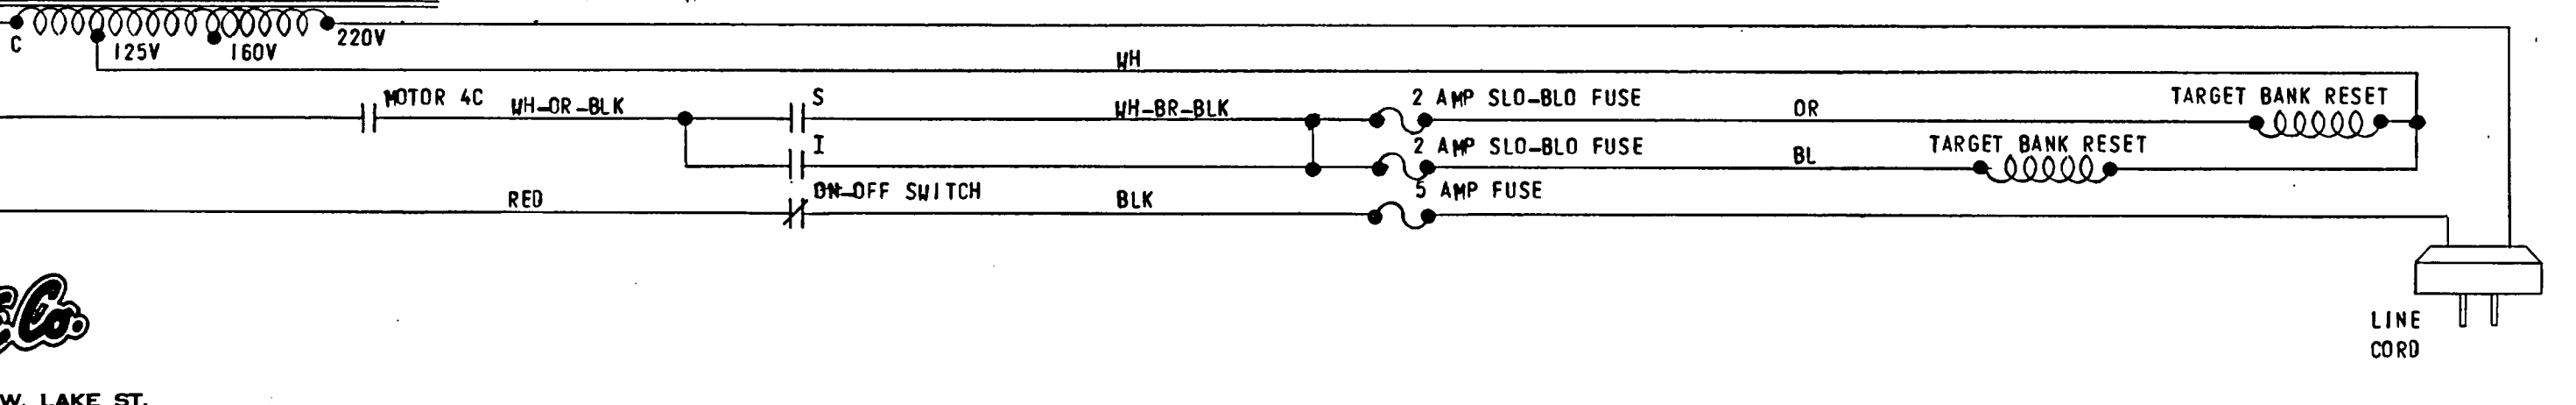 C 125V 160V 220V
WH
MOTOR 4C WH-OR-BLK S WH-BR-BLK 2 AMP SLO-BLO FUSE OR TARGET BANK RESET
I 2 AMP SLO-BLO FUSE BL TARGET BANK RESET
RED ON-OFF SWITCH BLK 5 AMP FUSE
Co.
LINE
CORD
W. LAKE ST.